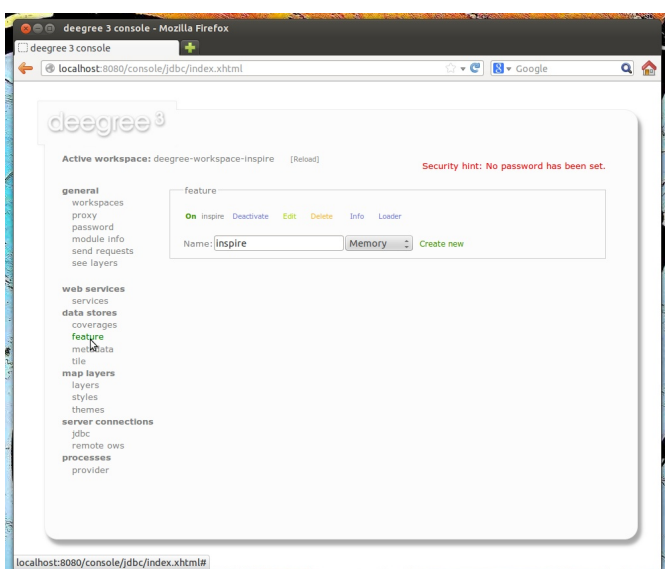 deegree 3 console - Mozilla Firefox
deegree 3 console
localhost:8080/console/jdbc/index.xhtml
Google
deegree 3
Active workspace: deegree-workspace-inspire [Reload]
Security hint: No password has been set.
general
workspaces
proxy
password
module info
send requests
see layers
web services
services
data stores
coverages
feature
metadata
tile
map layers
layers
styles
themes
server connections
jdbc
remote ows
processes
provider
feature
On inspire Deactivate Edit Delete Info Loader
Name: inspire Memory Create new
localhost:8080/console/jdbc/index.xhtml#